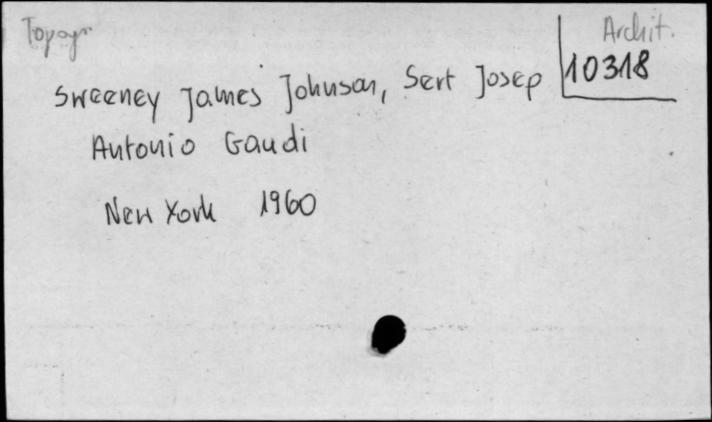 Topogr
Archit.
10318
Sweeney James Johnson, Sert Josep
Antonio Gaudi
New York 1960